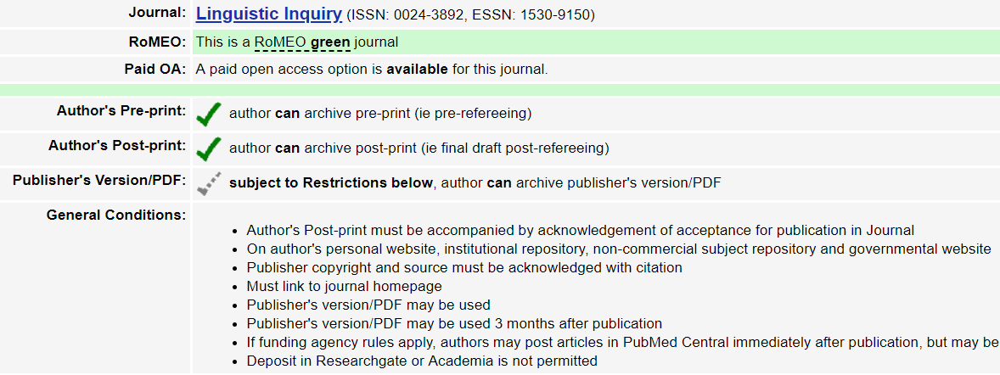 Journal: Linguistic Inquiry (ISSN: 0024-3892, ESSN: 1530-9150)
RoMEO: This is a RoMEO green journal
Paid OA: A paid open access option is available for this journal.
Author's Pre-print: author can archive pre-print (ie pre-refereeing)
Author's Post-print: author can archive post-print (ie final draft post-refereeing)
Publisher's Version/PDF: subject to Restrictions below, author can archive publisher's version/PDF
General Conditions:
• Author's Post-print must be accompanied by acknowledgement of acceptance for publication in Journal
• On author's personal website, institutional repository, non-commercial subject repository and governmental website
• Publisher copyright and source must be acknowledged with citation
• Must link to journal homepage
• Publisher's version/PDF may be used
• Publisher's version/PDF may be used 3 months after publication
• If funding agency rules apply, authors may post articles in PubMed Central immediately after publication, but may be
• Deposit in Researchgate or Academia is not permitted